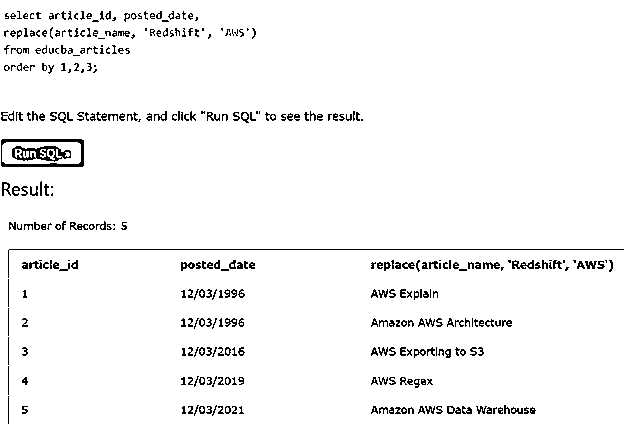 select article_id, posted_date,
replace(article_name, 'Redshift', 'AWS')
from educba_articles
order by 1,2,3;
Edit the SQL Statement, and click "Run SQL" to see the result.
Run SQL »
Result:
Number of Records: 5
article_id posted_date replace(article_name, 'Redshift', 'AWS')
1 12/03/1996 AWS Explain
2 12/03/1996 Amazon AWS Architecture
3 12/03/2016 AWS Exporting to S3
4 12/03/2019 AWS Regex
5 12/03/2021 Amazon AWS Data Warehouse